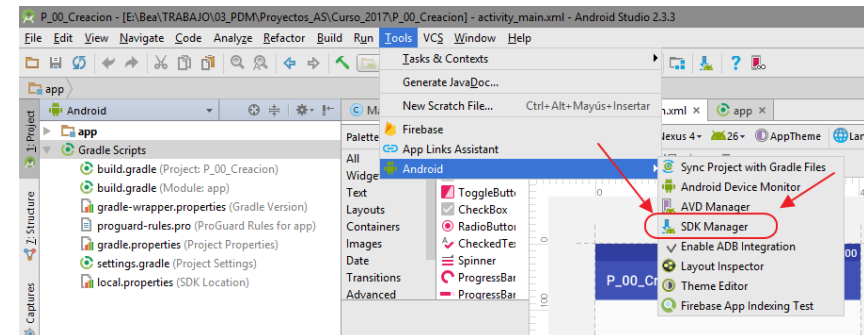 P_00_Creacion - [E:\Bea\TRABAJO\03_PDM\Proyectos_AS\Curso_2017\P_00_Creacion] - activity_main.xml - Android Studio 2.3.3
File Edit View Navigate Code Analyze Refactor Build Run Tools VCS Window Help
app
Tasks & Contexts
Generate JavaDoc...
New Scratch File... Ctrl+Alt+Mayús+Insertar
Firebase
App Links Assistant
Android
Sync Project with Gradle Files
Android Device Monitor
AVD Manager
SDK Manager
Enable ADB Integration
Layout Inspector
Theme Editor
Firebase App Indexing Test
1: Project
Z: Structure
Captures
Android
app
Gradle Scripts
build.gradle (Project: P_00_Creacion)
build.gradle (Module: app)
gradle-wrapper.properties (Gradle Version)
proguard-rules.pro (ProGuard Rules for app)
gradle.properties (Project Properties)
settings.gradle (Project Settings)
local.properties (SDK Location)
.xml app
Palette
All
Widge
Text
Layouts
Containers
Images
Date
Transitions
Advanced
ToggleButt
CheckBox
RadioButto
CheckedTe
Spinner
ProgressBar
ProgressBar
26 AppTheme Lan
0
0
100
00
P_00_Cr